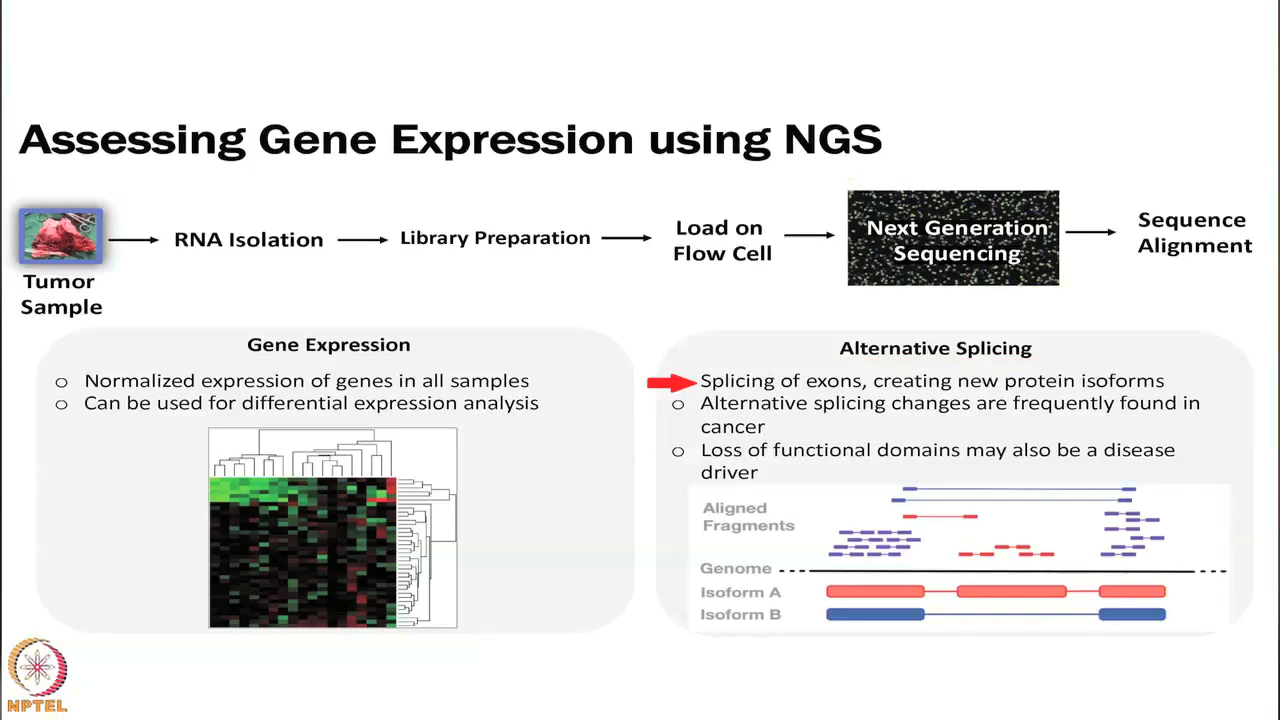 Assessing Gene Expression using NGS
Tumor
Sample
RNA Isolation
Library Preparation
Load on
Flow Cell
Next Generation
Sequencing
Sequence
Alignment
Gene Expression
o Normalized expression of genes in all samples
o Can be used for differential expression analysis
Alternative Splicing
Splicing of exons, creating new protein isoforms
o Alternative splicing changes are frequently found in
cancer
o Loss of functional domains may also be a disease
driver
Aligned
Fragments
Genome
Isoform A
Isoform B
NPTEL